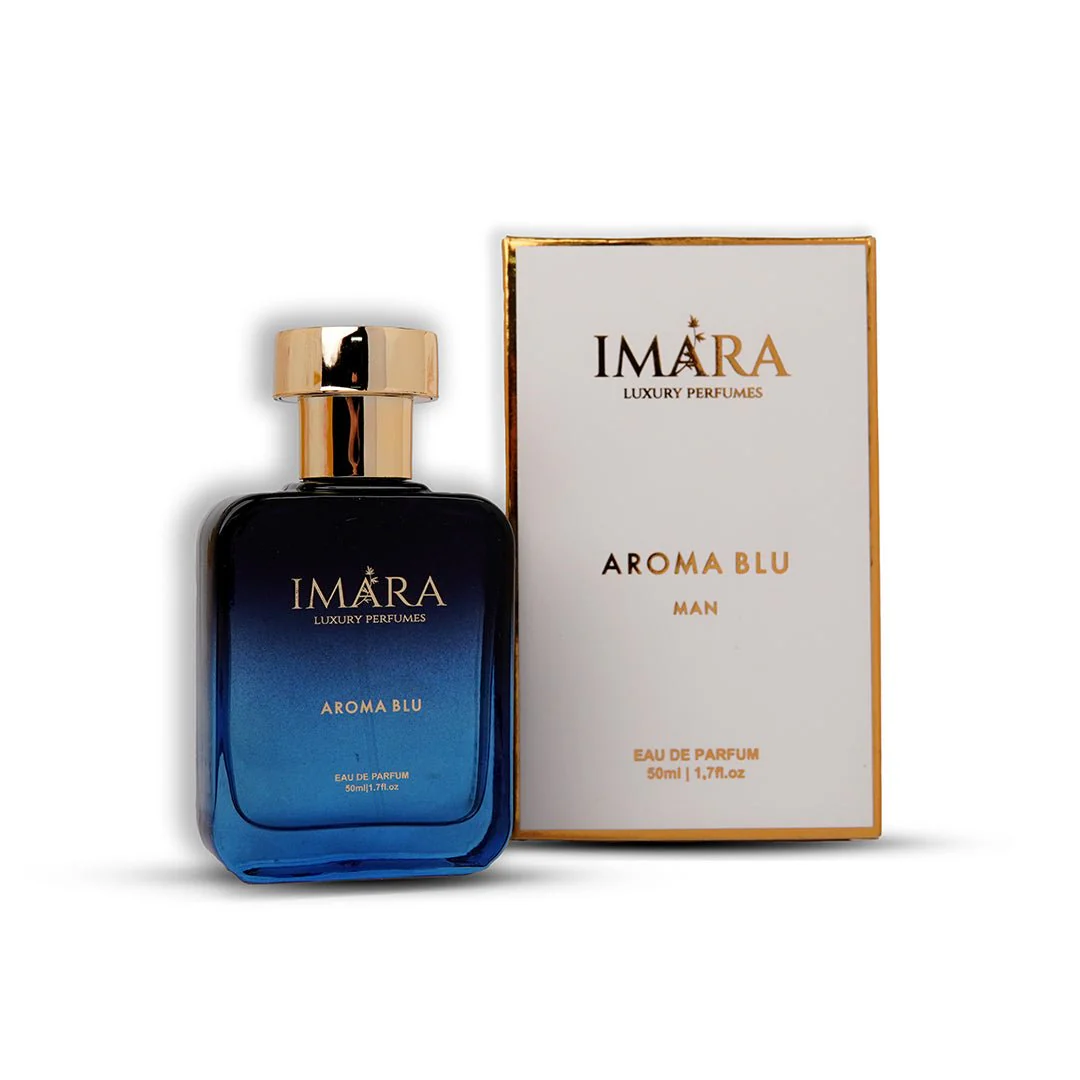 IMARA
LUXURY PERFUMES
AROMA BLU
EAU DE PARFUM
50ml|1.7fl.oz
IMARA
LUXURY PERFUMES
AROMA BLU
MAN
EAU DE PARFUM
50ml | 1,7fl.oz